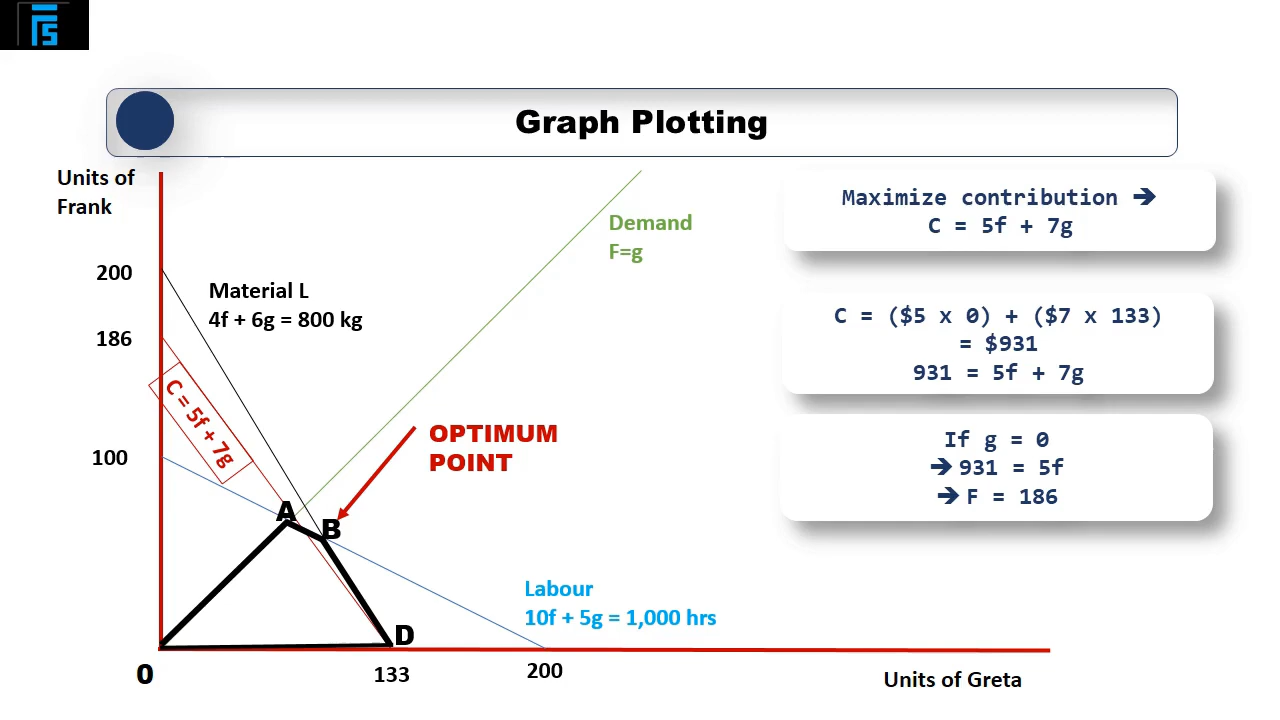 FTS
Graph Plotting
Units of
Frank
200
186
100
Material L
4f + 6g = 800 kg
C = 5f + 7g
Demand
F=g
OPTIMUM
POINT
A
B
D
Labour
10f + 5g = 1,000 hrs
0
133
200
Units of Greta
Maximize contribution ➔
C = 5f + 7g
C = ($5 x 0) + ($7 x 133)
= $931
931 = 5f + 7g
If g = 0
➔ 931 = 5f
➔ F = 186